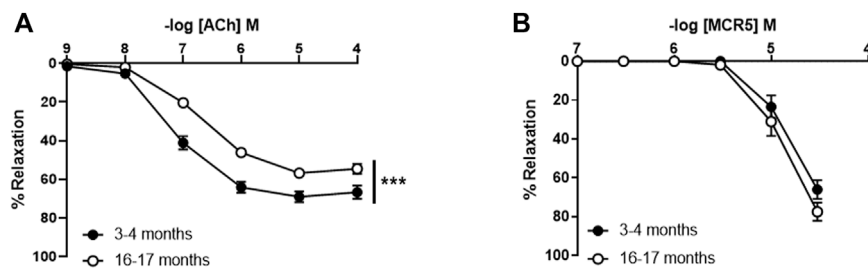 A
-log [ACh] M
9 8 7 6 5 4
0
20
40
60
80
100
% Relaxation
***
3-4 months
16-17 months
B
-log [MCR5] M
7 6 5 4
0
20
40
60
80
100
% Relaxation
3-4 months
16-17 months